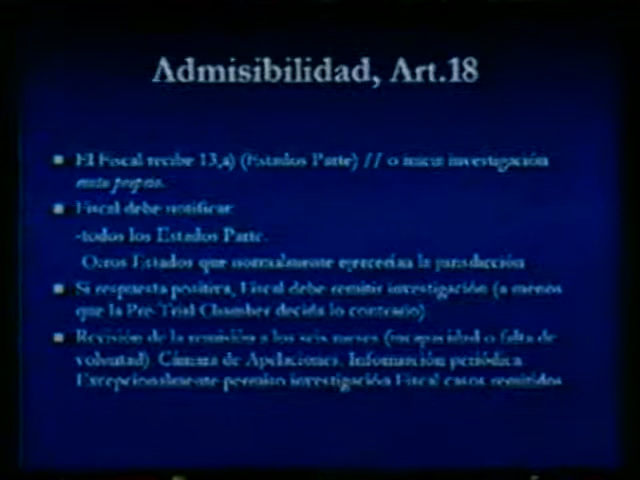 Admisibilidad, Art.18
El Fiscal recibe 13,a) (Estados Parte) // o iniciar investigación
motu proprio.
Fiscal debe notificar
-todos los Estados Parte.
Otros Estados que normalmente ejercerían la jurisdicción
Si respuesta positiva, Fiscal debe remitir investigación (a menos
que la Pre-Trial Chamber decida lo contrario)
Revisión de la remisión a los seis meses (incapacidad o falta de
voluntad). Cámara de Apelaciones. Información periódica
Excepcionalmente permiso investigación Fiscal casos remitidos